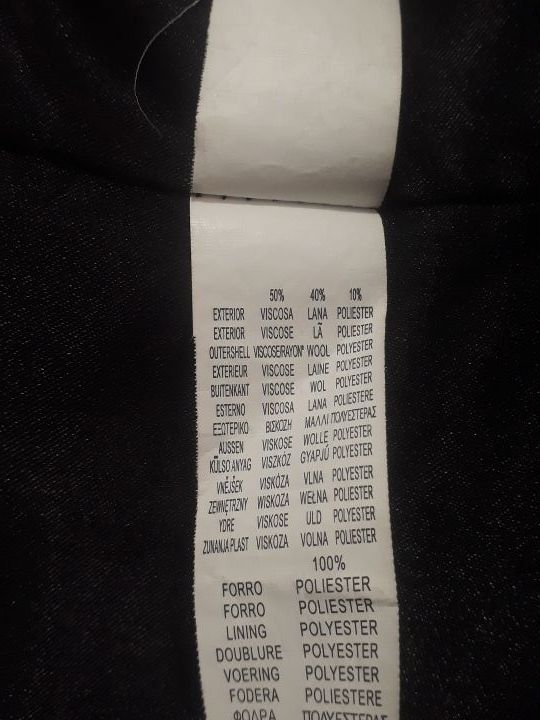 50% 40% 10%
EXTERIOR VISCOSA LANA POLIESTER
EXTERIOR VISCOSE LÃ POLIESTER
OUTERSHELL VISCOSE(RAYON* WOOL POLYESTER
EXTERIEUR VISCOSE LAINE POLYESTER
BUITENKANT VISCOSE WOL POLYESTER
ESTERNO VISCOSA LANA POLIESTERE
ΕΞΩΤΕΡΙΚΟ ΒΙΣΚΟΖΗ ΜΑΛΛΙ ΠΟΛΥΕΣΤΕΡΑΣ
AUSSEN VISKOSE WOLLE POLYESTER
KÜLSO ANYAG VISZKÓZ GYAPJÚ POLYESTER
VNĚJŠEK VISKÓZA VLNA POLYESTER
ZEWNĘTRZNY WISKOZA WEŁNA POLIESTER
YDRE VISKOSE ULD POLYESTER
ZUNANJA PLAST VISKOZA VOLNA POLIESTER
100%
FORRO POLIESTER
FORRO POLIESTER
LINING POLYESTER
DOUBLURE POLYESTER
VOERING POLYESTER
FODERA POLIESTERE
ΦΟΔΡΑ ΠΟΛΥΕΣΤΕΡΑΣ